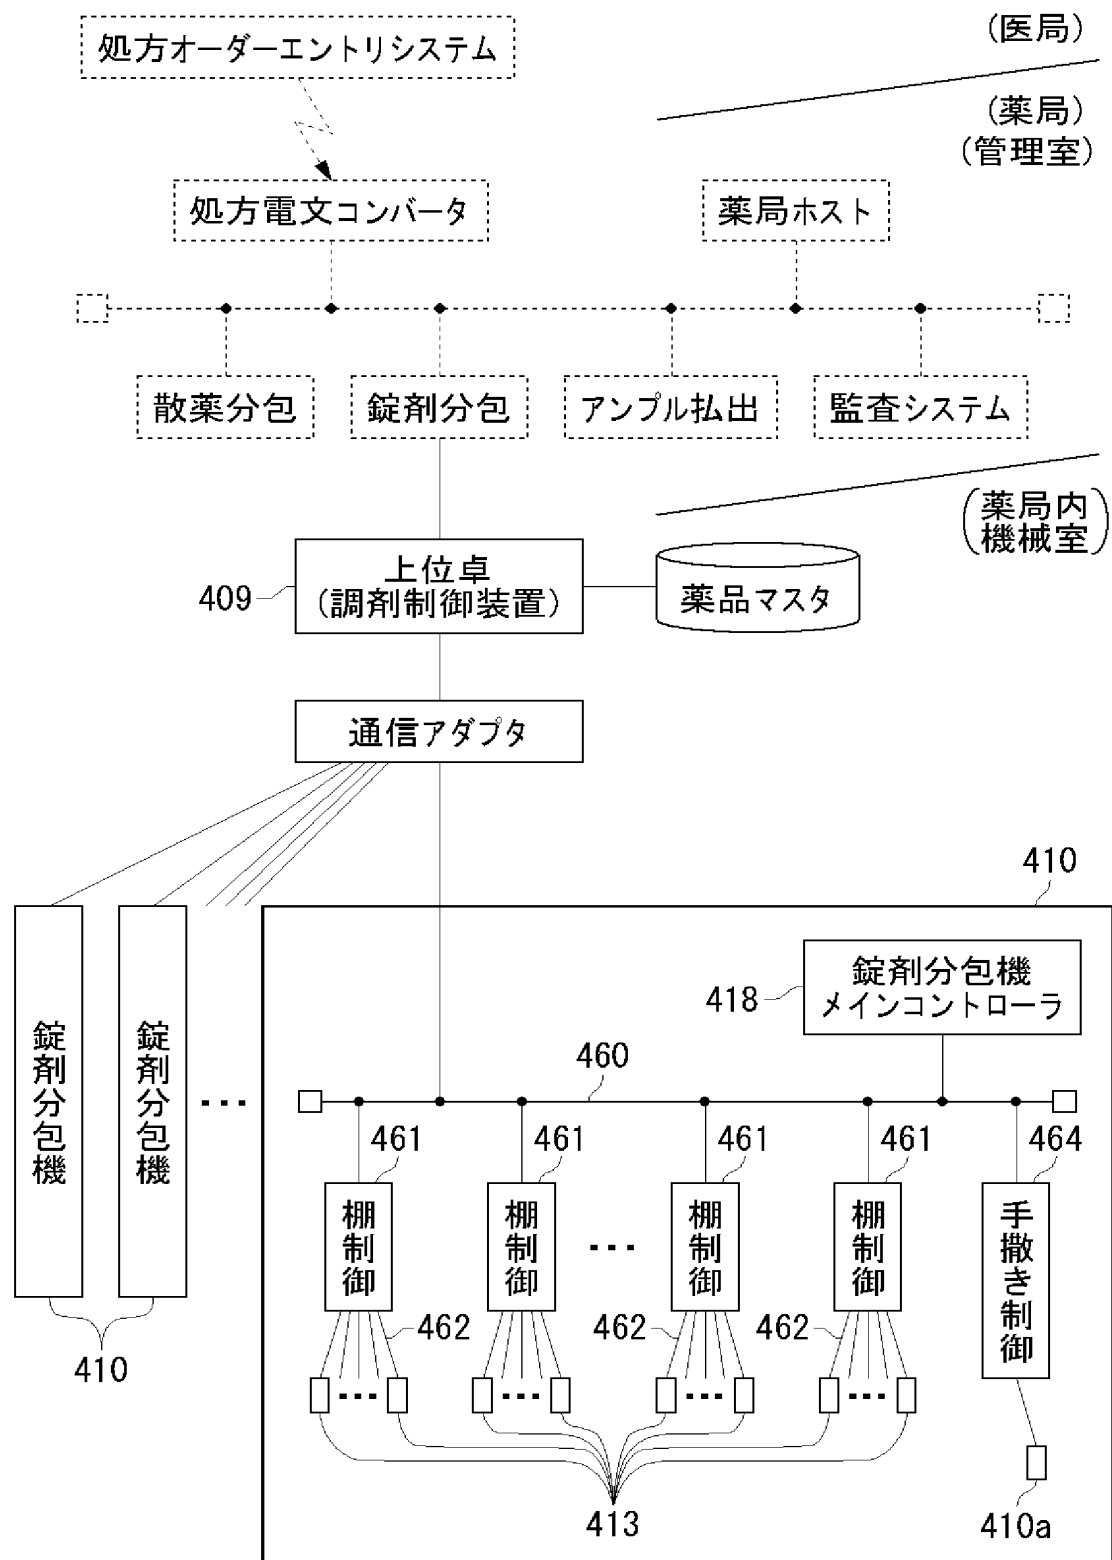 (医局)
処方オーダーエントリシステム
(薬局)
(管理室)
処方電文コンバータ
薬局ホスト
散薬分包
錠剤分包
アンプル払出
監査システム
(薬局内
機械室)
上位卓
(調剤制御装置)
409
薬品マスタ
通信アダプタ
410
錠剤分包機
錠剤分包機
...
410
錠剤分包機
メインコントローラ
418
460
461
461
461
461
464
棚制御
棚制御
...
棚制御
棚制御
手撒き制御
462
462
462
...
...
...
...
413
410a